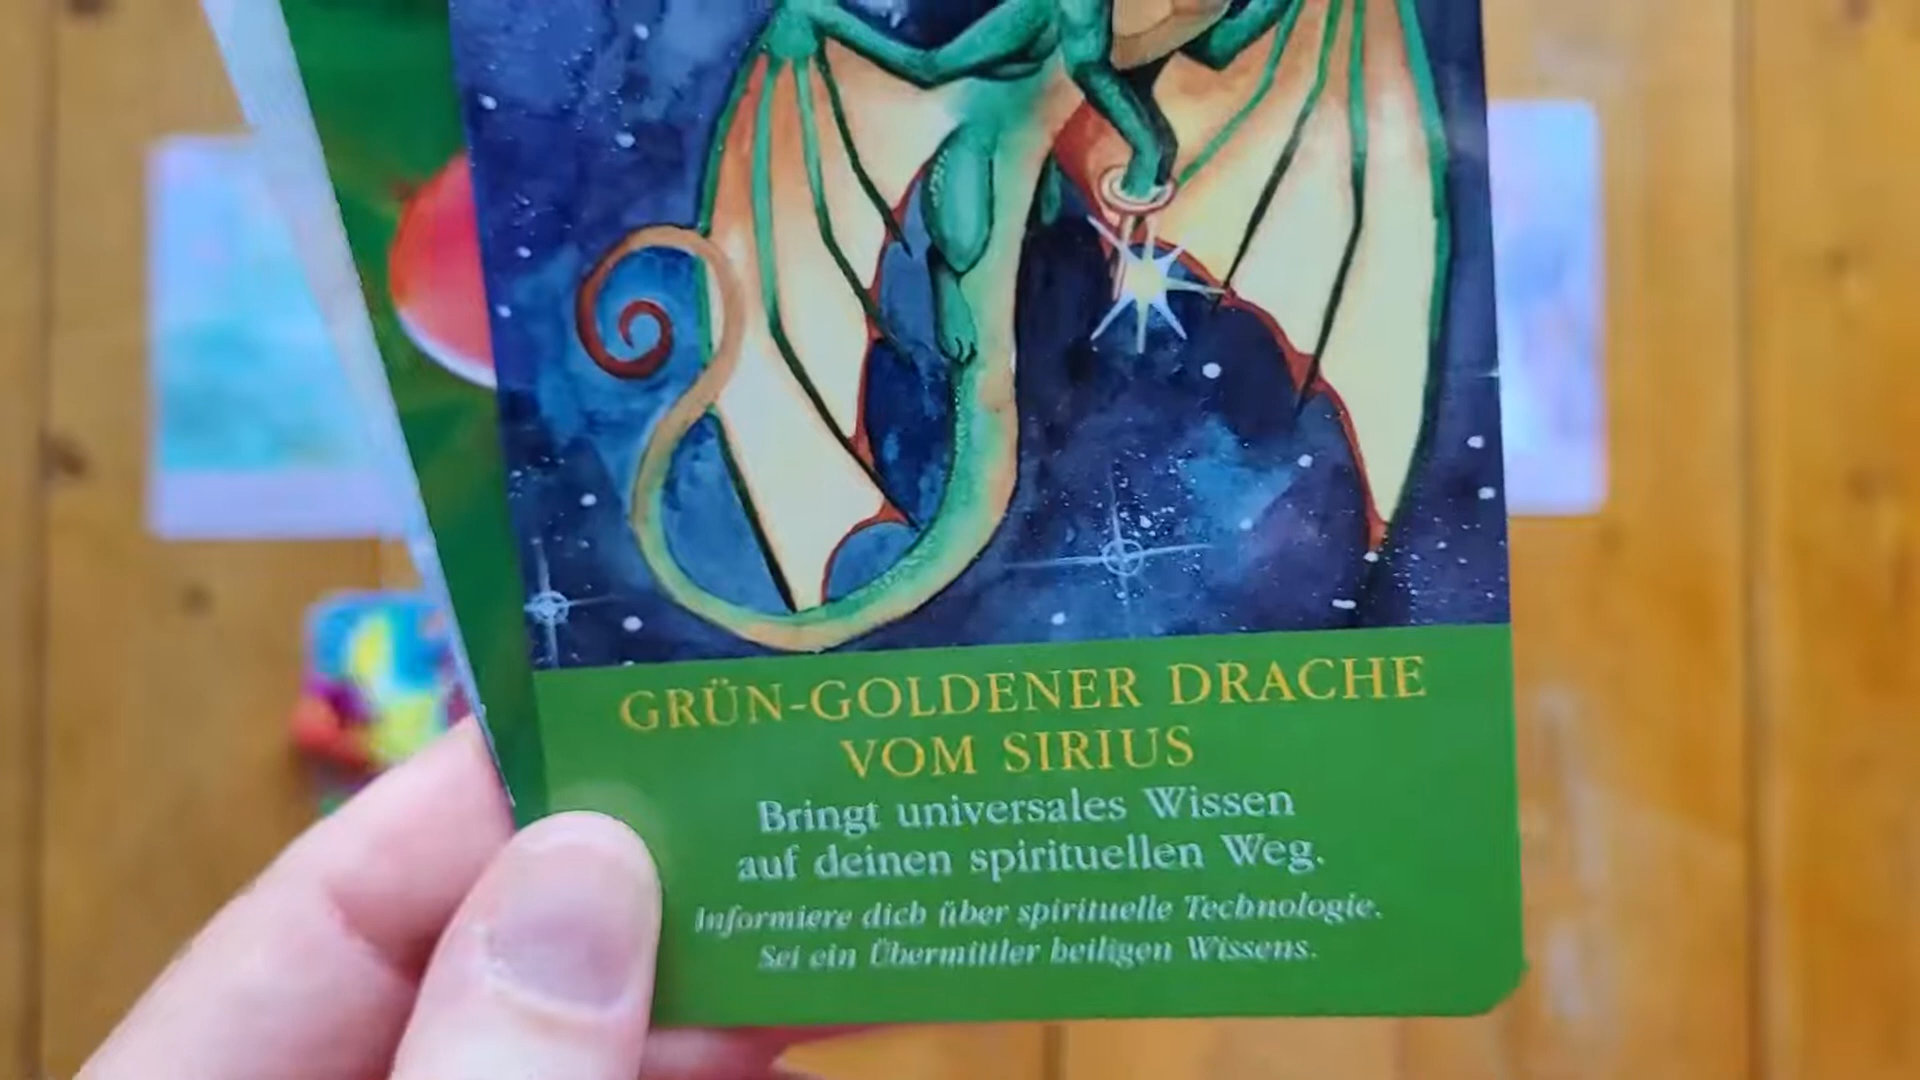 GRÜN-GOLDENER DRACHE
VOM SIRIUS
Bringt universales Wissen
auf deinen spirituellen Weg.
Informiere dich über spirituelle Technologie.
Sei ein Übermittler heiligen Wissens.